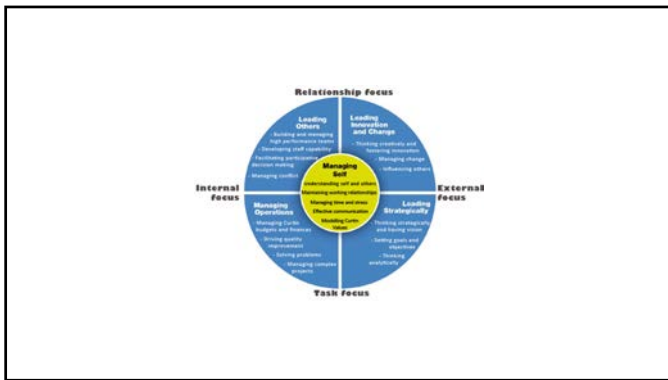 Relationship focus
Leading
Others
- Building and managing
high performance teams
- Developing staff capability
- Facilitating participative
decision making
- Managing conflict
Leading
Innovation
and Change
- Thinking creatively and
fostering innovation
- Managing change
- Influencing others
Internal
focus
Managing
Self
Understanding self and others
Maintaining working relationships
Managing time and stress
Effective communication
Modelling Curtin
Values
External
focus
Managing
Operations
- Managing Curtin
budgets and finances
- Driving quality
improvement
- Solving problems
- Managing complex
projects
Leading
Strategically
- Thinking strategically
and having vision
- Setting goals and
objectives
- Thinking
analytically
Task focus